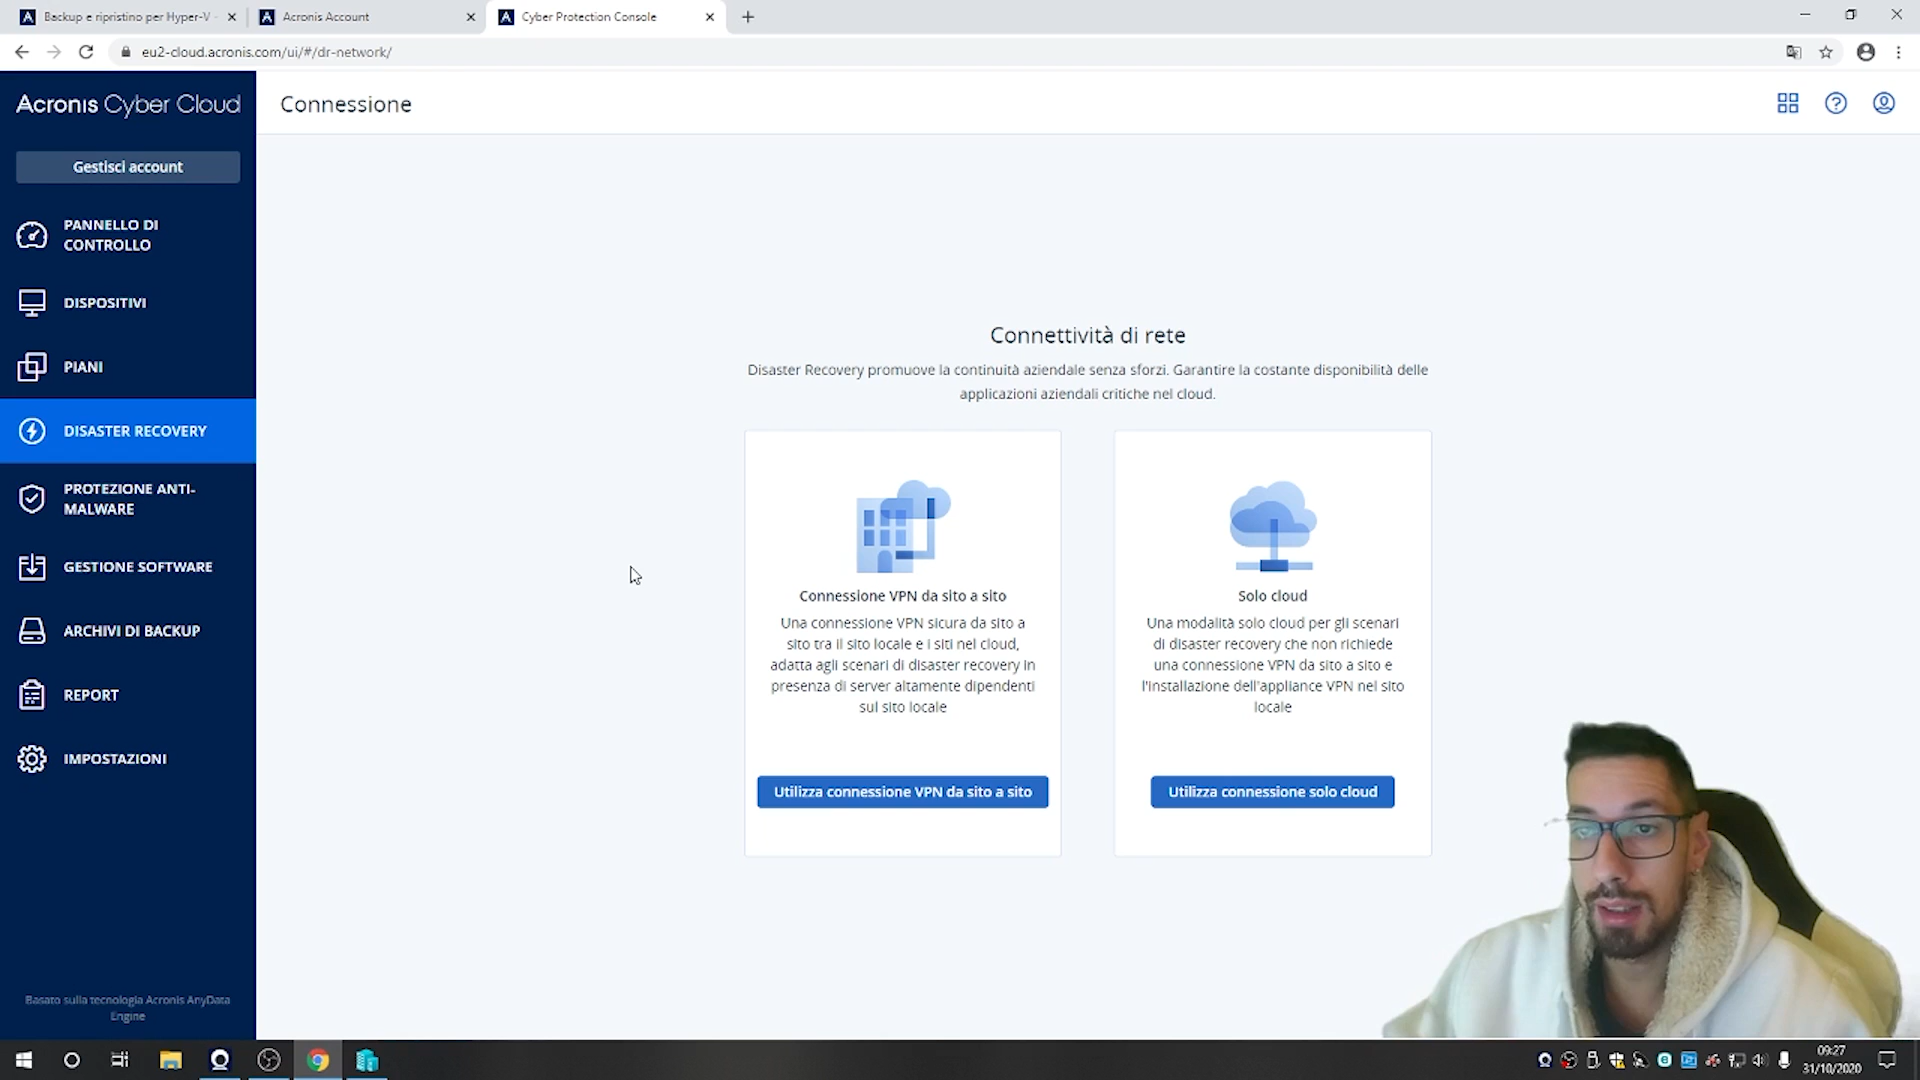 Backup e ripristino per Hyper-V
Acronis Account
Cyber Protection Console
eu2-cloud.acronis.com/ui/#/dr-network/
Acronis Cyber Cloud
Connessione
Gestisci account
PANNELLO DI
CONTROLLO
DISPOSITIVI
PIANI
DISASTER RECOVERY
PROTEZIONE ANTI-
MALWARE
GESTIONE SOFTWARE
ARCHIVI DI BACKUP
REPORT
IMPOSTAZIONI
Basato sulla tecnologia Acronis AnyData
Engine
Connettività di rete
Disaster Recovery promuove la continuità aziendale senza sforzi. Garantire la costante disponibilità delle
applicazioni aziendali critiche nel cloud.
Connessione VPN da sito a sito
Una connessione VPN sicura da sito a
sito tra il sito locale e i siti nel cloud,
adatta agli scenari di disaster recovery in
presenza di server altamente dipendenti
sul sito locale
Utilizza connessione VPN da sito a sito
Solo cloud
Una modalità solo cloud per gli scenari
di disaster recovery che non richiede
una connessione VPN da sito a sito e
l'installazione dell'appliance VPN nel sito
locale
Utilizza connessione solo cloud
09:27
31/10/2020